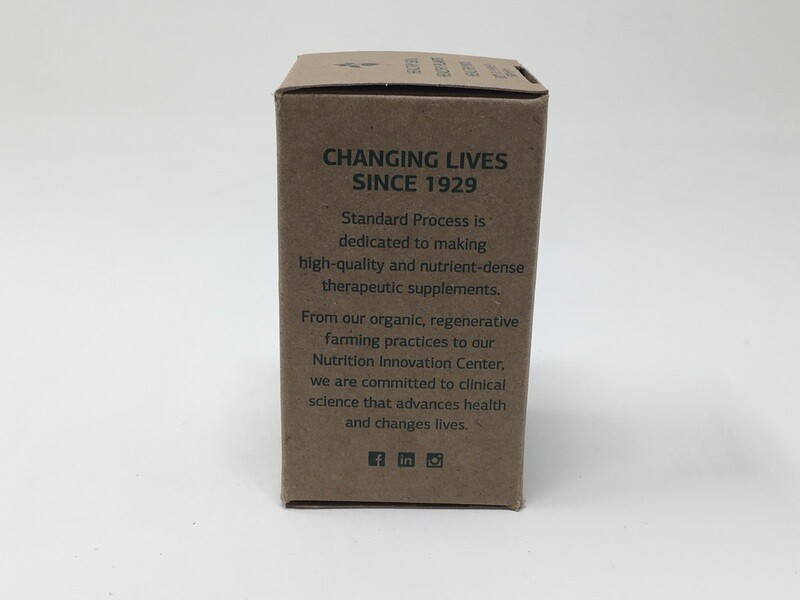 CHANGING LIVES
SINCE 1929
Standard Process is
dedicated to making
high-quality and nutrient-dense
therapeutic supplements.
From our organic, regenerative
farming practices to our
Nutrition Innovation Center,
we are committed to clinical
science that advances health
and changes lives.